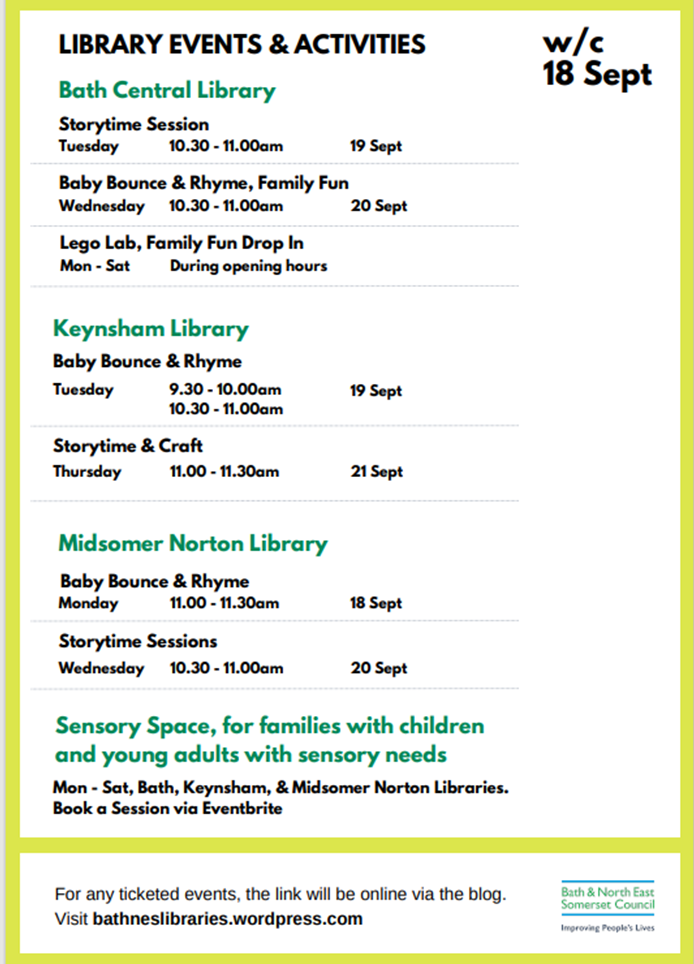 LIBRARY EVENTS & ACTIVITIES
w/c
18 Sept
Bath Central Library
Storytime Session
Tuesday 10.30 - 11.00am 19 Sept
Baby Bounce & Rhyme, Family Fun
Wednesday 10.30 - 11.00am 20 Sept
Lego Lab, Family Fun Drop In
Mon - Sat During opening hours
Keynsham Library
Baby Bounce & Rhyme
Tuesday 9.30 - 10.00am 19 Sept
10.30 - 11.00am
Storytime & Craft
Thursday 11.00 - 11.30am 21 Sept
Midsomer Norton Library
Baby Bounce & Rhyme
Monday 11.00 - 11.30am 18 Sept
Storytime Sessions
Wednesday 10.30 - 11.00am 20 Sept
Sensory Space, for families with children
and young adults with sensory needs
Mon - Sat, Bath, Keynsham, & Midsomer Norton Libraries.
Book a Session via Eventbrite
For any ticketed events, the link will be online via the blog.
Visit bathneslibraries.wordpress.com
Bath & North East
Somerset Council
Improving People's Lives